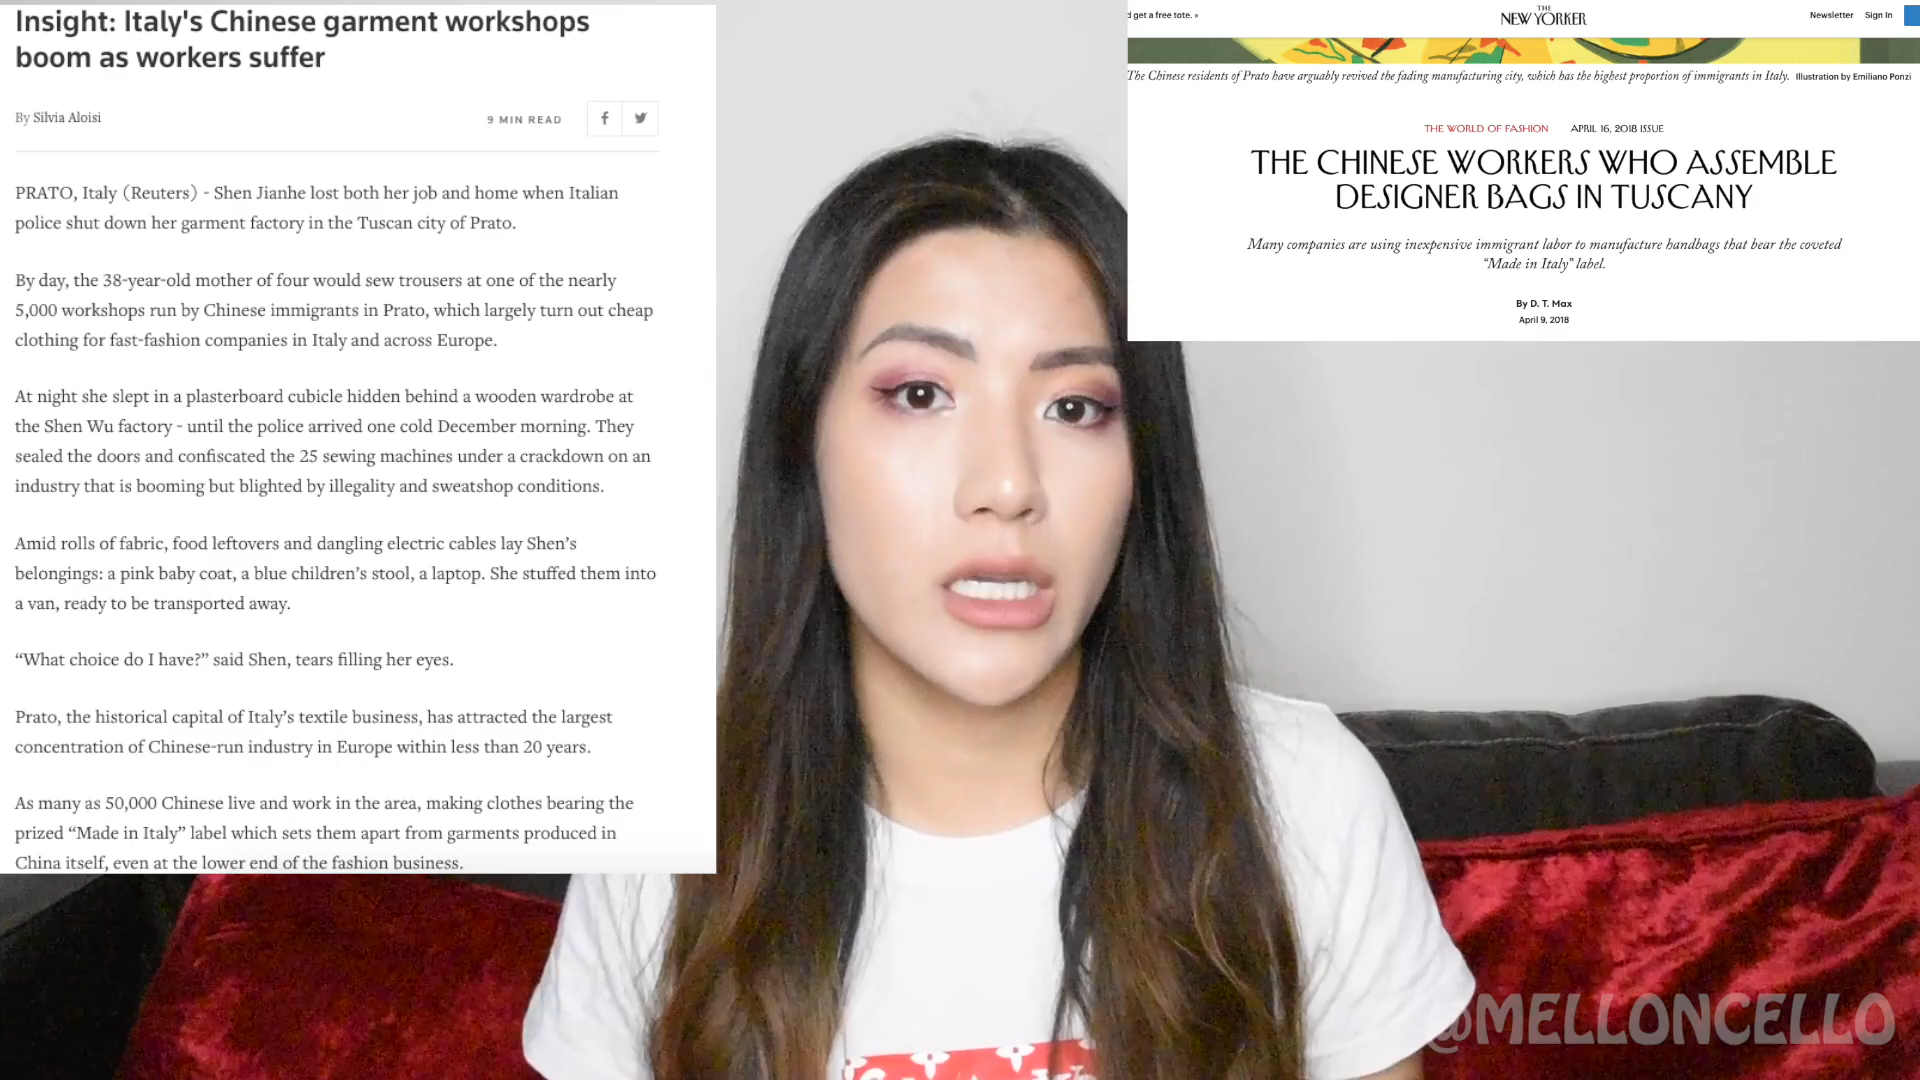 Insight: Italy's Chinese garment workshops
boom as workers suffer
By Silvia Aloisi
9 MIN READ
PRATO, Italy (Reuters) - Shen Jianhe lost both her job and home when Italian
police shut down her garment factory in the Tuscan city of Prato.
By day, the 38-year-old mother of four would sew trousers at one of the nearly
5,000 workshops run by Chinese immigrants in Prato, which largely turn out cheap
clothing for fast-fashion companies in Italy and across Europe.
At night she slept in a plasterboard cubicle hidden behind a wooden wardrobe at
the Shen Wu factory - until the police arrived one cold December morning. They
sealed the doors and confiscated the 25 sewing machines under a crackdown on an
industry that is booming but blighted by illegality and sweatshop conditions.
Amid rolls of fabric, food leftovers and dangling electric cables lay Shen’s
belongings: a pink baby coat, a blue children’s stool, a laptop. She stuffed them into
a van, ready to be transported away.
“What choice do I have?” said Shen, tears filling her eyes.
Prato, the historical capital of Italy’s textile business, has attracted the largest
concentration of Chinese-run industry in Europe within less than 20 years.
As many as 50,000 Chinese live and work in the area, making clothes bearing the
prized “Made in Italy” label which sets them apart from garments produced in
China itself, even at the lower end of the fashion business.
get a free tote. »
THE
NEW YORKER
Newsletter Sign In
The Chinese residents of Prato have arguably revived the fading manufacturing city, which has the highest proportion of immigrants in Italy. Illustration by Emiliano Ponzi
THE WORLD OF FASHION APRIL 16, 2018 ISSUE
THE CHINESE WORKERS WHO ASSEMBLE
DESIGNER BAGS IN TUSCANY
Many companies are using inexpensive immigrant labor to manufacture handbags that bear the coveted
“Made in Italy” label.
By D. T. Max
April 9, 2018
@MELLONCELLO